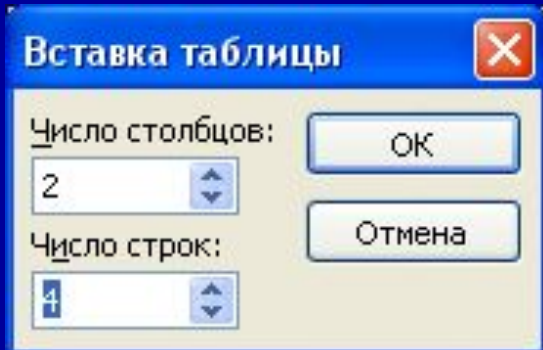 Вставка таблицы
Число столбцов:
2
ОК
Число строк:
4
Отмена